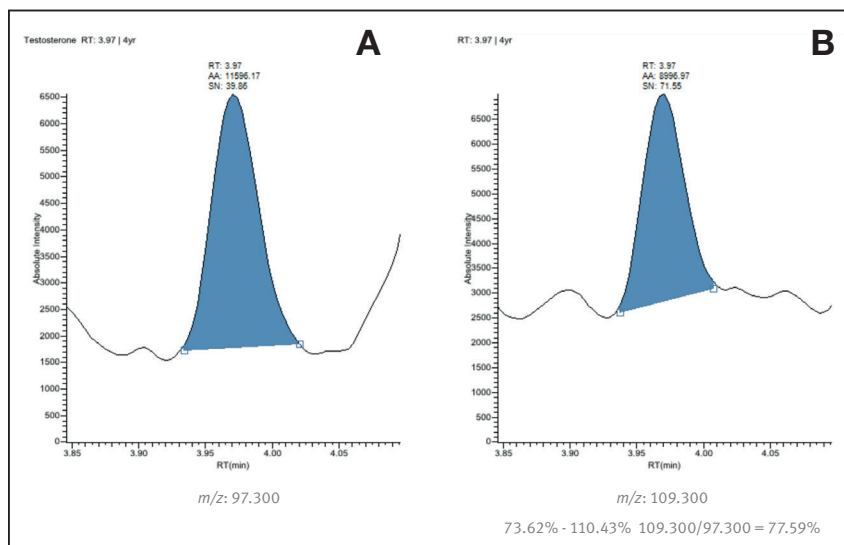 Testosterone RT: 3.97 | 4yr
A
RT: 3.97
AA: 11596.17
SN: 39.86
6500
6000
5500
5000
4500
4000
3500
3000
2500
2000
1500
1000
500
0
Absolute Intensity
3.85 3.90 3.95 4.00 4.05
RT(min)
m/z: 97.300
RT: 3.97 | 4yr
B
RT: 3.97
AA: 8996.97
SN: 71.55
6500
6000
5500
5000
4500
4000
3500
3000
2500
2000
1500
1000
500
0
Absolute Intensity
3.85 3.90 3.95 4.00 4.05
RT(min)
m/z: 109.300
73.62% - 110.43% 109.300/97.300 = 77.59%